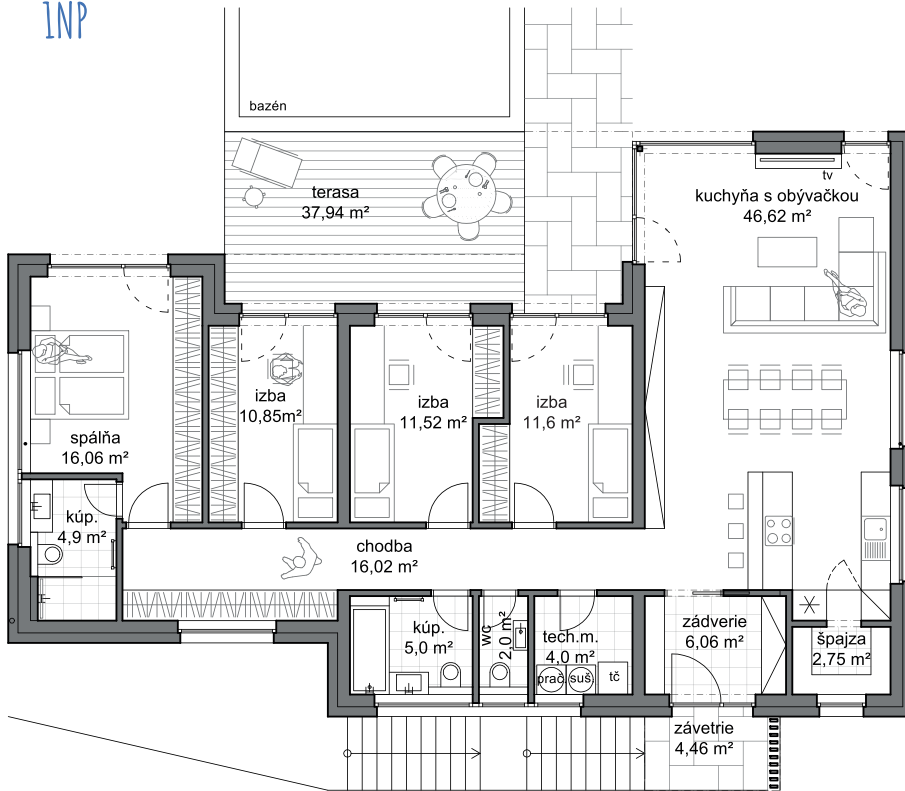 1NP
bazén
terasa
37,94 m²
tv
kuchyňa s obývačkou
46,62 m²
izba
10,85m²
izba
11,52 m²
izba
11,6 m²
spálňa
16,06 m²
kúp.
4,9 m²
chodba
16,02 m²
kúp.
5,0 m²
wc
2,0 m²
tech.m.
4,0 m²
prač
suš
tč
zádverie
6,06 m²
špajza
2,75 m²
závetrie
4,46 m²